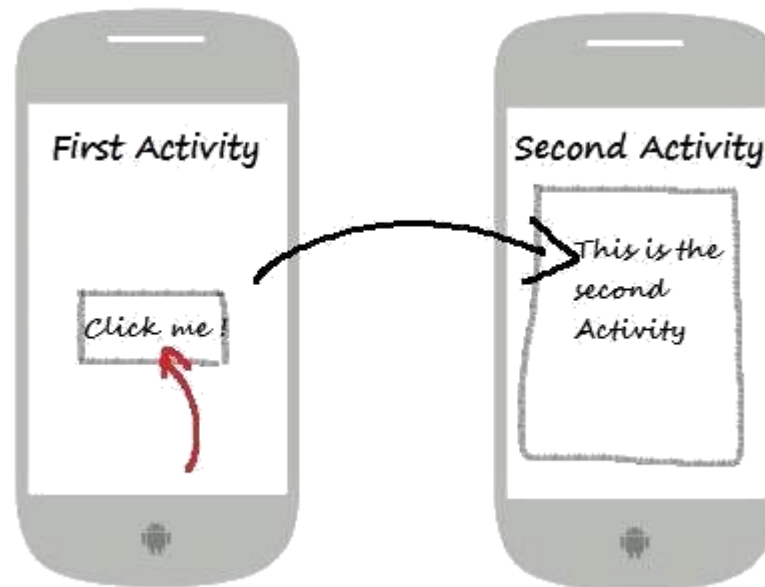 First Activity
Click me !
Second Activity
This is the
second
Activity